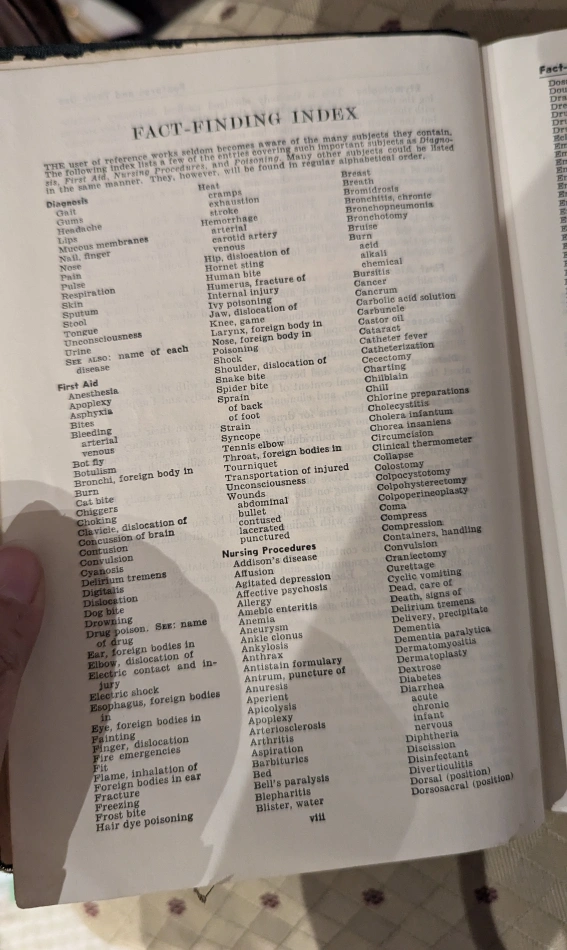 FACT-FINDING INDEX
THE user of reference works seldom becomes aware of the many subjects they contain.
The following index lists a few of the entries covering such important subjects as Diagno-
sis, First Aid, Nursing Procedures, and Poisoning. Many other subjects could be listed
in the same manner. They, however, will be found in regular alphabetical order.
Diagnosis
Gait
Gums
Headache
Lips
Mucous membranes
Nail, finger
Nose
Pain
Pulse
Respiration
Skin
Sputum
Stool
Tongue
Unconsciousness
Urine
SEE ALSO: name of each
disease
First Aid
Anesthesia
Apoplexy
Asphyxia
Bites
Bleeding
arterial
venous
Bot fly
Botulism
Bronchi, foreign body in
Burn
Cat bite
Chiggers
Choking
Clavicle, dislocation of
Concussion of brain
Contusion
Convulsion
Cyanosis
Delirium tremens
Digitalis
Dislocation
Dog bite
Drowning
Drug poison. SEE: name
of drug
Ear, foreign bodies in
Elbow, dislocation of
Electric contact and in-
jury
Electric shock
Esophagus, foreign bodies
in
Eye, foreign bodies in
Fainting
Finger, dislocation
Fire emergencies
Fit
Flame, inhalation of
Foreign bodies in ear
Fracture
Freezing
Frost bite
Hair dye poisoning
Heat
cramps
exhaustion
stroke
Hemorrhage
arterial
carotid artery
venous
Hip, dislocation of
Hornet sting
Human bite
Humerus, fracture of
Internal injury
Ivy poisoning
Jaw, dislocation of
Knee, game
Larynx, foreign body in
Nose, foreign body in
Poisoning
Shock
Shoulder, dislocation of
Snake bite
Spider bite
Sprain
of back
of foot
Strain
Syncope
Tennis elbow
Throat, foreign bodies in
Tourniquet
Transportation of injured
Unconsciousness
Wounds
abdominal
bullet
contused
lacerated
punctured
Nursing Procedures
Addison's disease
Affusion
Agitated depression
Affective psychosis
Allergy
Amebic enteritis
Anemia
Aneurysm
Ankle clonus
Ankylosis
Anthrax
Antistain formulary
Antrum, puncture of
Anuresis
Aperient
Apicolysis
Apoplexy
Arteriosclerosis
Arthritis
Aspiration
Barbiturics
Bed
Bell's paralysis
Blepharitis
Blister, water
Breast
Breath
Bromidrosis
Bronchitis, chronic
Bronchopneumonia
Bronchotomy
Bruise
Burn
acid
alkali
chemical
Bursitis
Cancer
Cancrum
Carbolic acid solution
Carbuncle
Castor oil
Cataract
Catheter fever
Catheterization
Cecectomy
Charting
Chilblain
Chill
Chlorine preparations
Cholecystitis
Cholera infantum
Chorea insaniens
Circumcision
Clinical thermometer
Collapse
Colostomy
Colpocystotomy
Colpohysterectomy
Colpoperineoplasty
Coma
Compress
Compression
Containers, handling
Convulsion
Craniectomy
Curettage
Cyclic vomiting
Dead, care of
Death, signs of
Delirium tremens
Delivery, precipitate
Dementia
Dementia paralytica
Dermatomyositis
Dermatoplasty
Dextrose
Diabetes
Diarrhea
acute
chronic
infant
nervous
Diphtheria
Discission
Disinfectant
Diverticulitis
Dorsal (position)
Dorsosacral (position)
viii
Fact-